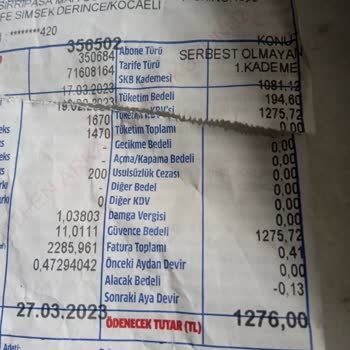 SIRRIPAŞA MAH
FE SIMSEK DERINCE/KOCAELI
********420
356502
Abone Türü
KONUT
350684
Tarife Türü
SERBEST OLMAYAN
71608164
SKB Kademesi
1.KADEME
17.03.2023
1081,12
Tüketim Bedeli
194,60
1670
1275,72
1470
Tüketim Toplamı
0,00
Gecikme Bedeli
0,00
Açma/Kapama Bedeli
0,00
200
Usulsüzlük Cezası
0,00
Diğer Bedel
0,00
0
Diğer KDV
0,00
1,03803
Damga Vergisi
0,00
11,0111
Güvence Bedeli
1275,72
2285,961
Fatura Toplamı
0,41
0,47294042
Önceki Aydan Devir
0,00
Alacak Bedeli
-0,13
Sonraki Aya Devir
27.03.2023
ÖDENECEK TUTAR (TL)
1276,00
Adeti: